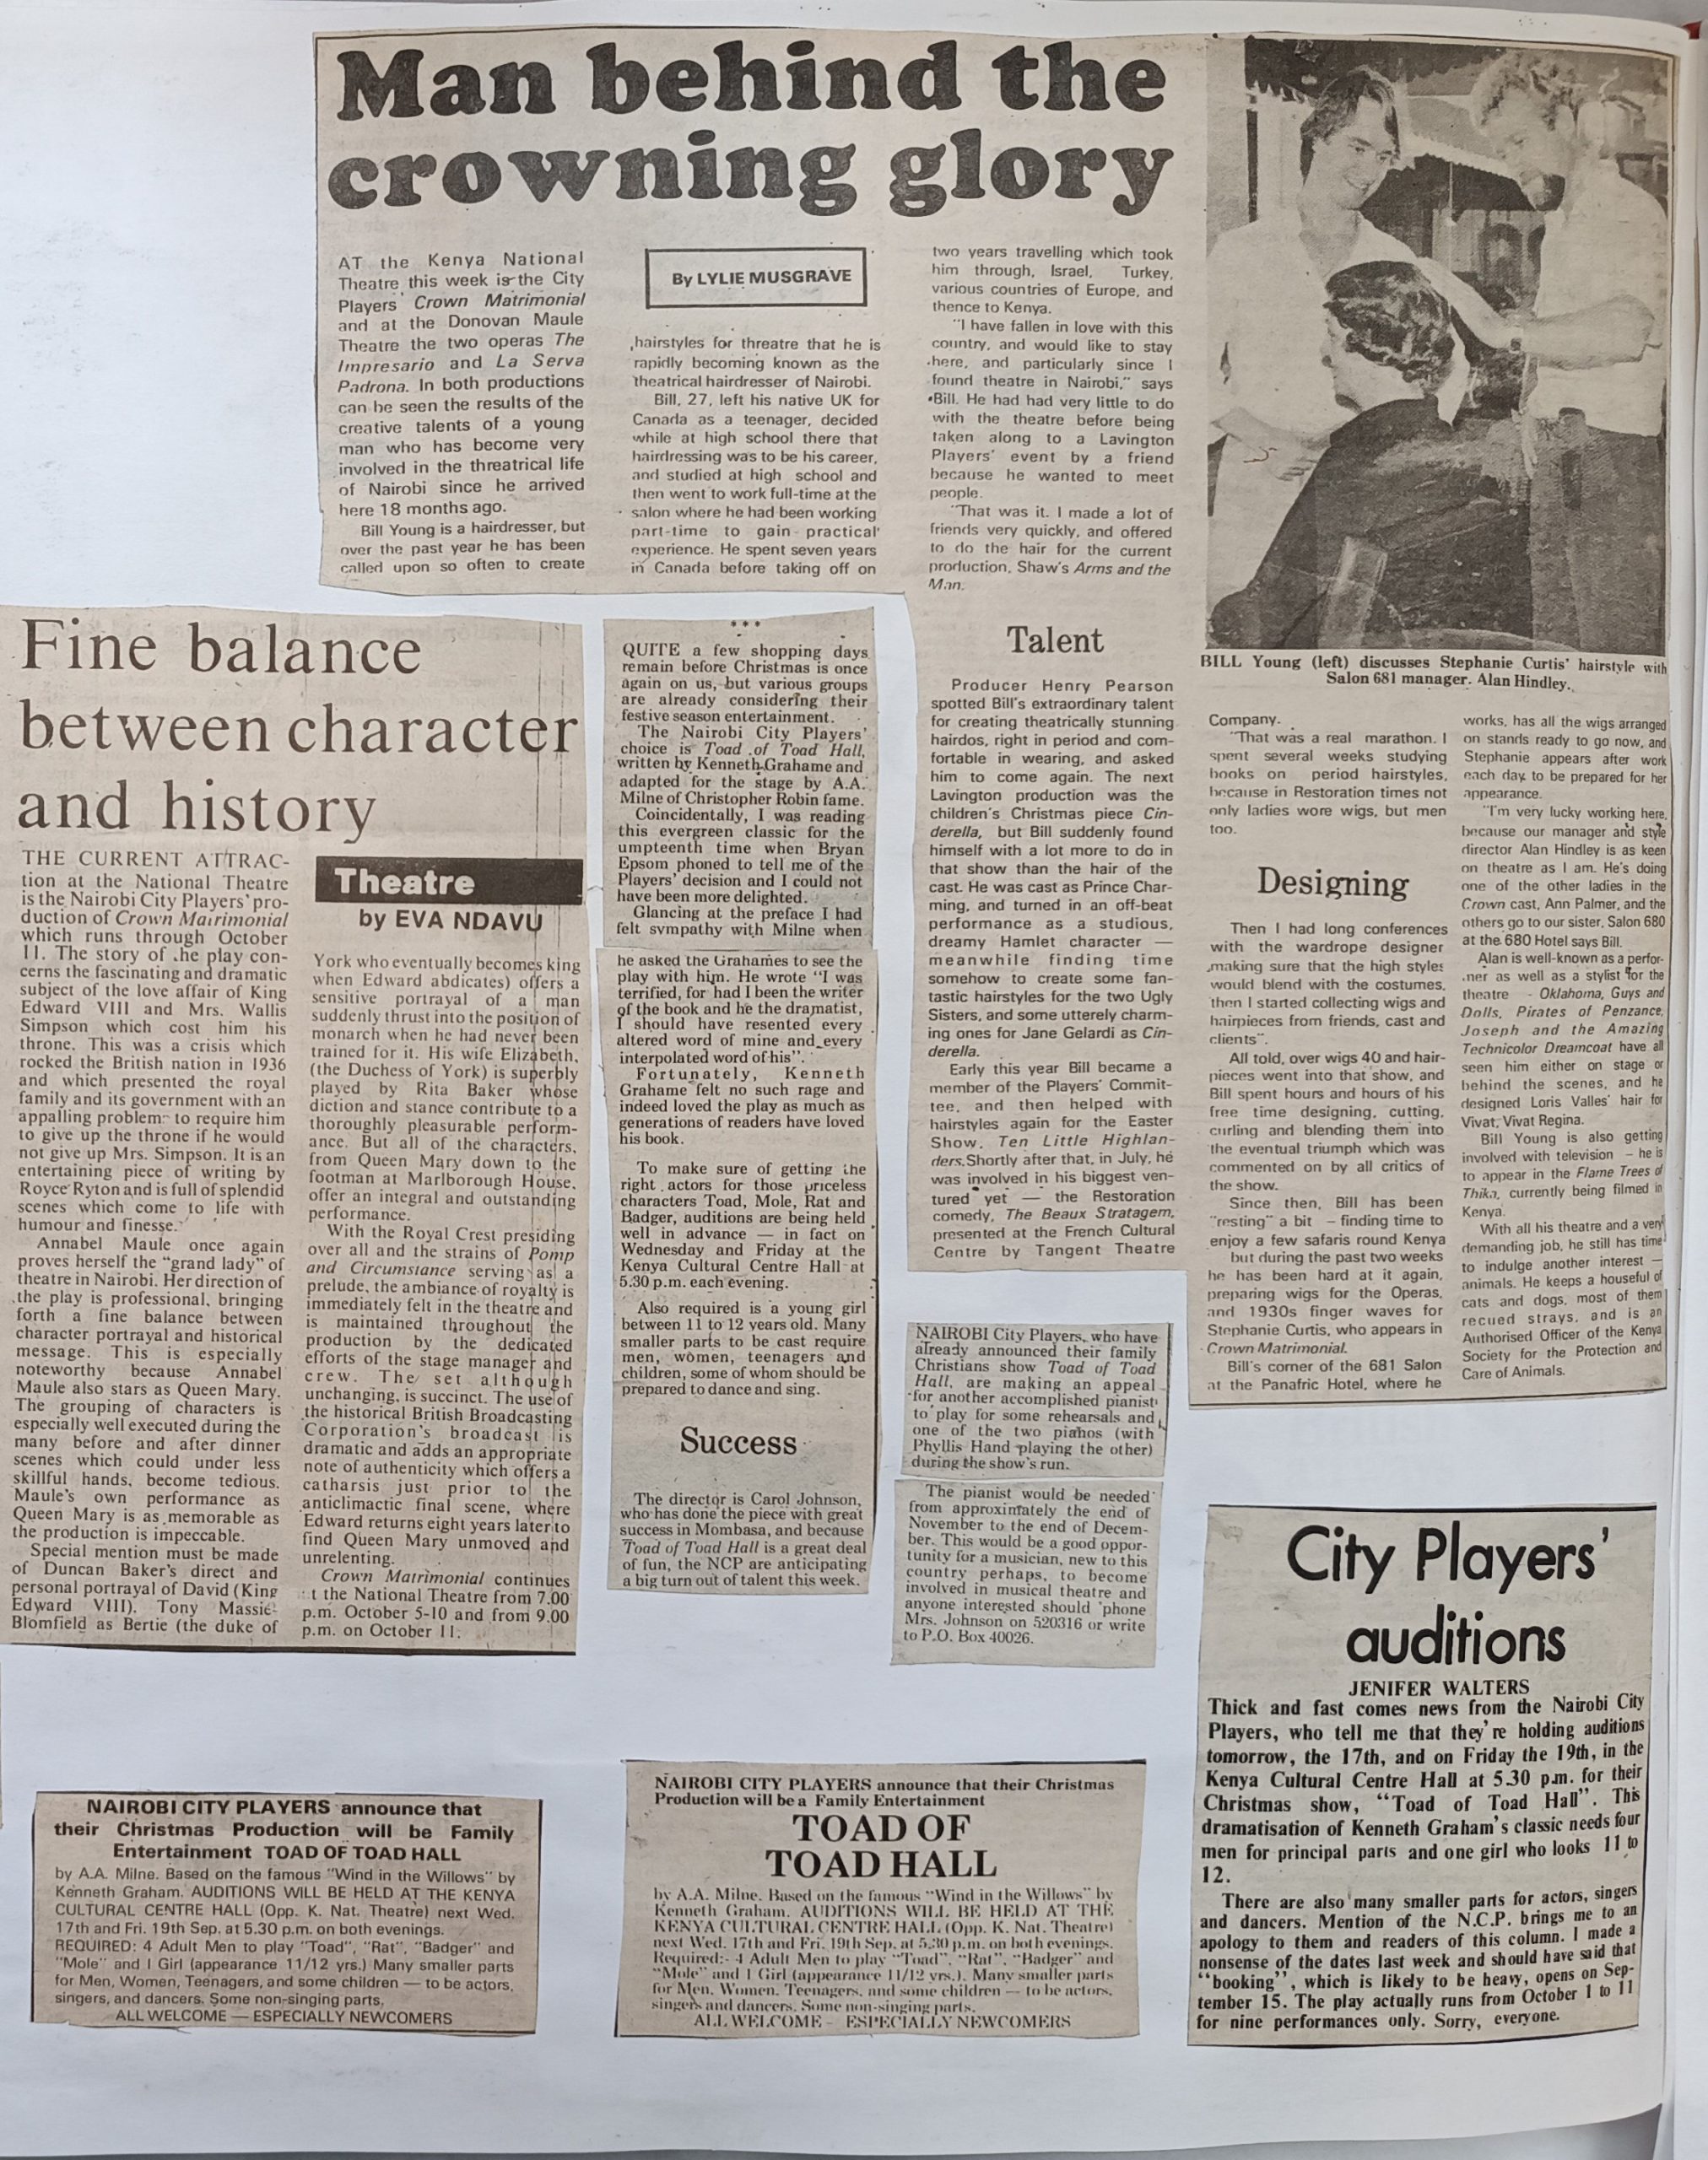 Man behind the
crowning glory
AT the Kenya National
Theatre this week is the City
Players' Crown Matrimonial
and at the Donovan Maule
Theatre the two operas The
Impresario and La Serva
Padrona. In both productions
can be seen the results of the
creative talents of a young
man who has become very
involved in the threatrical life
of Nairobi since he arrived
here 18 months ago.
Bill Young is a hairdresser, but
over the past year he has been
called upon so often to create
By LYLIE MUSGRAVE
hairstyles for threatre that he is
rapidly becoming known as the
theatrical hairdresser of Nairobi.
Bill, 27, left his native UK for
Canada as a teenager, decided
while at high school there that
hairdressing was to be his career,
and studied at high school and
then went to work full-time at the
salon where he had been working
part-time to gain practical
experience. He spent seven years
in Canada before taking off on
two years travelling which took
him through, Israel, Turkey,
various countries of Europe, and
thence to Kenya.
"I have fallen in love with this
country, and would like to stay
here, and particularly since I
found theatre in Nairobi," says
Bill. He had had very little to do
with the theatre before being
taken along to a Lavington
Players' event by a friend
because he wanted to meet
people.
"That was it. I made a lot of
friends very quickly, and offered
to do the hair for the current
production, Shaw's Arms and the
Man.
Talent
Producer Henry Pearson
spotted Bill's extraordinary talent
for creating theatrically stunning
hairdos, right in period and com-
fortable in wearing, and asked
him to come again. The next
Lavington production was the
children's Christmas piece Cin-
derella, but Bill suddenly found
himself with a lot more to do in
that show than the hair of the
cast. He was cast as Prince Char-
ming, and turned in an off-beat
performance as a studious,
dreamy Hamlet character —
meanwhile finding time
somehow to create some fan-
tastic hairstyles for the two Ugly
Sisters, and some utterly charm-
ing ones for Jane Gelardi as Cin-
derella.
Early this year Bill became a
member of the Players' Commit-
tee, and then helped with
hairstyles again for the Easter
Show, Ten Little Highlan-
ders. Shortly after that, in July, he
was involved in his biggest ven-
tured yet — the Restoration
comedy, The Beaux Stratagem,
presented at the French Cultural
Centre by Tangent Theatre
BILL Young (left) discusses Stephanie Curtis' hairstyle with
Salon 681 manager. Alan Hindley.
Company.
"That was a real marathon. I
spent several weeks studying
books on period hairstyles,
because in Restoration times not
only ladies wore wigs, but men
too.
Designing
Then I had long conferences
with the wardrope designer
making sure that the high styles
would blend with the costumes,
then I started collecting wigs and
hairpieces from friends, cast and
clients".
All told, over wigs 40 and hair-
pieces went into that show, and
Bill spent hours and hours of his
free time designing, cutting,
curling and blending them into
the eventual triumph which was
commented on by all critics of
the show.
Since then, Bill has been
"resting" a bit – finding time to
enjoy a few safaris round Kenya
but during the past two weeks
he has been hard at it again,
preparing wigs for the Operas,
and 1930s finger waves for
Stephanie Curtis, who appears in
Crown Matrimonial.
Bill's corner of the 681 Salon
at the Panafric Hotel, where he
works, has all the wigs arranged
on stands ready to go now, and
Stephanie appears after work
each day to be prepared for her
appearance.
"I'm very lucky working here,
because our manager and style
director Alan Hindley is as keen
on theatre as I am. He's doing
one of the other ladies in the
Crown cast, Ann Palmer, and the
others go to our sister, Salon 680
at the 680 Hotel says Bill.
Alan is well-known as a perfor-
mer as well as a stylist for the
theatre - Oklahoma, Guys and
Dolls, Pirates of Penzance,
Joseph and the Amazing
Technicolor Dreamcoat have all
seen him either on stage or
behind the scenes, and he
designed Loris Valles' hair for
Vivat, Vivat Regina.
Bill Young is also getting
involved with television – he is
to appear in the Flame Trees of
Thika, currently being filmed in
Kenya.
With all his theatre and a very
demanding job, he still has time
to indulge another interest —
animals. He keeps a houseful of
cats and dogs, most of them
recued strays, and is an
Authorised Officer of the Kenya
Society for the Protection and
Care of Animals.
Fine balance
between character
and history
THE CURRENT ATTRAC-
tion at the National Theatre
is the Nairobi City Players' pro-
duction of Crown Mairimonial
which runs through October
11. The story of the play con-
cerns the fascinating and dramatic
subject of the love affair of King
Edward VIII and Mrs. Wallis
Simpson which cost him his
throne. This was a crisis which
rocked the British nation in 1936
and which presented the royal
family and its government with an
appalling problem- to require him
to give up the throne if he would
not give up Mrs. Simpson. It is an
entertaining piece of writing by
Royce Ryton and is full of splendid
scenes which come to life with
humour and finesse.
Annabel Maule once again
proves herself the "grand lady" of
theatre in Nairobi. Her direction of
the play is professional, bringing
forth a fine balance between
character portrayal and historical
message. This is especially
noteworthy because Annabel
Maule also stars as Queen Mary.
The grouping of characters is
especially well executed during the
many before and after dinner
scenes which could under less
skillful hands, become tedious.
Maule's own performance as
Queen Mary is as memorable as
the production is impeccable.
Special mention must be made
of Duncan Baker's direct and
personal portrayal of David (King
Edward VIII). Tony Massie-
Blomfield as Bertie (the duke of
Theatre
by EVA NDAVU
York who eventually becomes king
when Edward abdicates) offers a
sensitive portrayal of a man
suddenly thrust into the position of
monarch when he had never been
trained for it. His wife Elizabeth,
(the Duchess of York) is superbly
played by Rita Baker whose
diction and stance contribute to a
thoroughly pleasurable perform-
ance. But all of the characters,
from Queen Mary down to the
footman at Marlborough House,
offer an integral and outstanding
performance.
With the Royal Crest presiding
over all and the strains of Pomp
and Circumstance serving as a
prelude, the ambiance of royalty is
immediately felt in the theatre and
is maintained throughout the
production by the dedicated
efforts of the stage manager and
crew. The set although
unchanging, is succinct. The use of
the historical British Broadcasting
Corporation's broadcast is
dramatic and adds an appropriate
note of authenticity which offers a
catharsis just prior to the
anticlimactic final scene, where
Edward returns eight years later to
find Queen Mary unmoved and
unrelenting.
Crown Matrimonial continues
t the National Theatre from 7.00
p.m. October 5-10 and from 9.00
p.m. on October 11.
***
QUITE a few shopping days
remain before Christmas is once
again on us, but various groups
are already considering their
festive season entertainment.
The Nairobi City Players'
choice is Toad of Toad Hall,
written by Kenneth Grahame and
adapted for the stage by A.A.
Milne of Christopher Robin fame.
Coincidentally, I was reading
this evergreen classic for the
umpteenth time when Bryan
Epsom phoned to tell me of the
Players' decision and I could not
have been more delighted.
Glancing at the preface I had
felt sympathy with Milne when
he asked the Grahames to see the
play with him. He wrote "I was
terrified, for had I been the writer
of the book and he the dramatist,
I should have resented every
altered word of mine and every
interpolated word of his".
Fortunately, Kenneth
Grahame felt no such rage and
indeed loved the play as much as
generations of readers have loved
his book.
To make sure of getting the
right actors for those priceless
characters Toad, Mole, Rat and
Badger, auditions are being held
well in advance — in fact on
Wednesday and Friday at the
Kenya Cultural Centre Hall at
5.30 p.m. each evening.
Also required is a young girl
between 11 to 12 years old. Many
smaller parts to be cast require
men, women, teenagers and
children, some of whom should be
prepared to dance and sing.
Success
The director is Carol Johnson,
who has done the piece with great
success in Mombasa, and because
Toad of Toad Hall is a great deal
of fun, the NCP are anticipating
a big turn out of talent this week.
NAIROBI City Players, who have
already announced their family
Christians show Toad of Toad
Hall, are making an appeal
for another accomplished pianist
to play for some rehearsals and
one of the two pianos (with
Phyllis Hand playing the other)
during the show's run.
The pianist would be needed
from approximately the end of
November to the end of Decem-
ber. This would be a good oppor-
tunity for a musician, new to this
country perhaps, to become
involved in musical theatre and
anyone interested should 'phone
Mrs. Johnson on 520316 or write
to P.O. Box 40026.
City Players'
auditions
JENIFER WALTERS
Thick and fast comes news from the Nairobi City
Players, who tell me that they're holding auditions
tomorrow, the 17th, and on Friday the 19th, in the
Kenya Cultural Centre Hall at 5.30 p.m. for their
Christmas show, "Toad of Toad Hall". This
dramatisation of Kenneth Graham's classic needs four
men for principal parts and one girl who looks 11 to
12.
There are also many smaller parts for actors, singers
and dancers. Mention of the N.C.P. brings me to an
apology to them and readers of this column. I made a
nonsense of the dates last week and should have said that
"booking", which is likely to be heavy, opens on Sep-
tember 15. The play actually runs from October 1 to 11
for nine performances only. Sorry, everyone.
NAIROBI CITY PLAYERS announce that
their Christmas Production will be Family
Entertainment TOAD OF TOAD HALL
by A.A. Milne. Based on the famous "Wind in the Willows" by
Kenneth Graham. AUDITIONS WILL BE HELD AT THE KENYA
CULTURAL CENTRE HALL (Opp. K. Nat. Theatre) next Wed.
17th and Fri. 19th Sep. at 5.30 p.m. on both evenings.
REQUIRED: 4 Adult Men to play "Toad", "Rat", "Badger" and
"Mole" and I Girl (appearance 11/12 yrs.) Many smaller parts
for Men, Women, Teenagers, and some children — to be actors,
singers, and dancers. Some non-singing parts.
ALL WELCOME — ESPECIALLY NEWCOMERS
NAIROBI CITY PLAYERS announce that their Christmas
Production will be a Family Entertainment
TOAD OF
TOAD HALL
by A.A. Milne. Based on the famous "Wind in the Willows" by
Kenneth Graham. AUDITIONS WILL BE HELD AT THE
KENYA CULTURAL CENTRE HALL (Opp. K. Nat. Theatre)
next Wed. 17th and Fri. 19th Sep. at 5.30 p.m. on both evenings.
Required:- 4 Adult Men to play "Toad", "Rat", "Badger" and
"Mole" and 1 Girl (appearance 11/12 yrs.). Many smaller parts
for Men, Women, Teenagers, and some children — to be actors,
singers and dancers. Some non-singing parts.
ALL WELCOME - ESPECIALLY NEWCOMERS